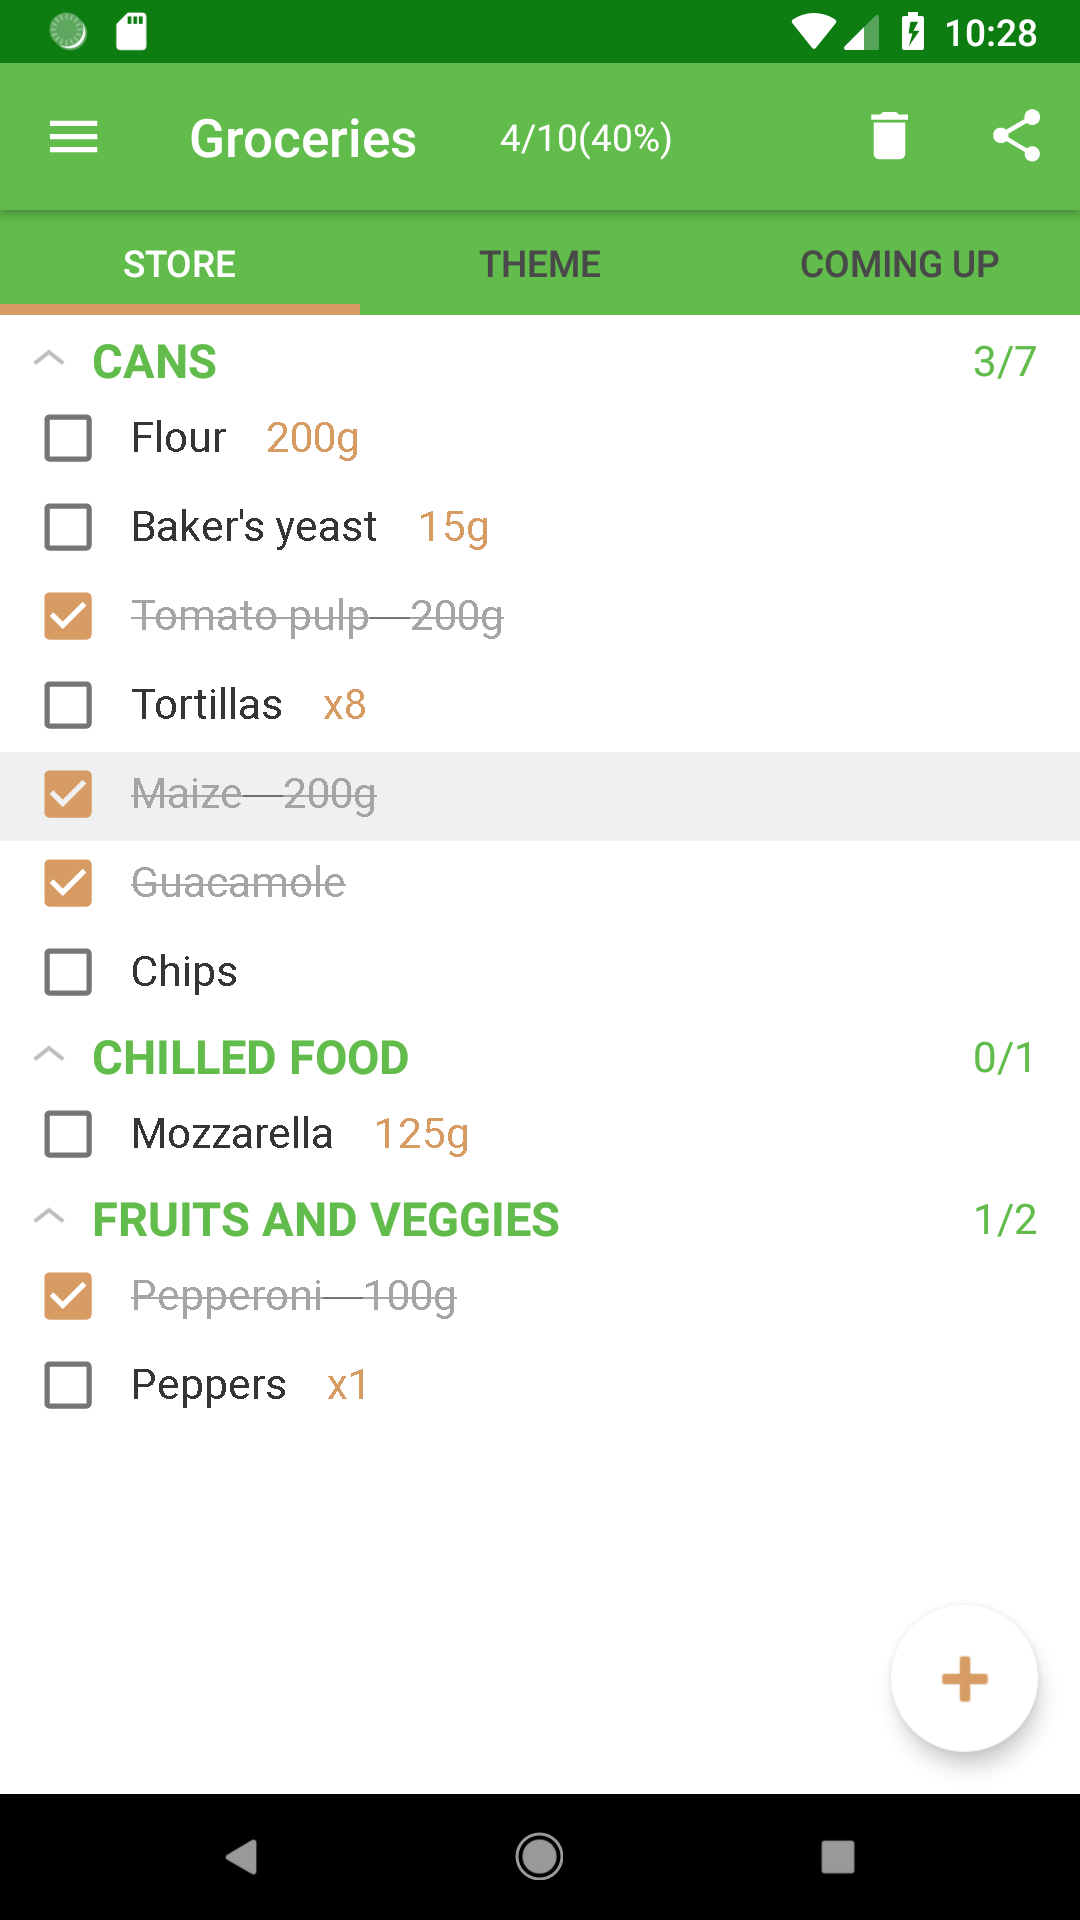 10:28
Groceries 4/10(40%)
STORE THEME COMING UP
CANS 3/7
Flour 200g
Baker's yeast 15g
Tomato pulp 200g
Tortillas x8
Maize 200g
Guacamole
Chips
CHILLED FOOD 0/1
Mozzarella 125g
FRUITS AND VEGGIES 1/2
Pepperoni 100g
Peppers x1